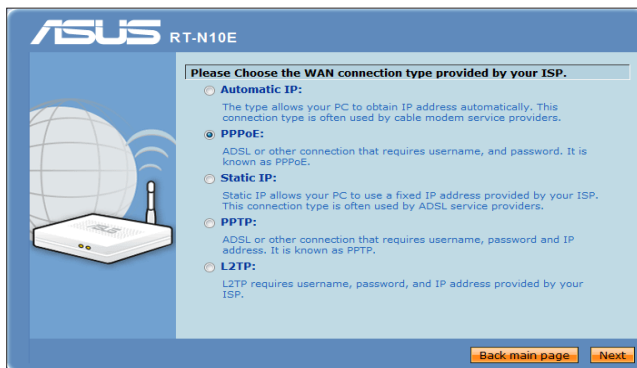 ASUS RT-N10E
Please Choose the WAN connection type provided by your ISP.
Automatic IP:
The type allows your PC to obtain IP address automatically. This
connection type is often used by cable modem service providers.
PPPoE:
ADSL or other connection that requires username, and password. It is
known as PPPoE.
Static IP:
Static IP allows your PC to use a fixed IP address provided by your ISP.
This connection type is often used by ADSL service providers.
PPTP:
ADSL or other connection that requires username, password and IP
address. It is known as PPTP.
L2TP:
L2TP requires username, password, and IP address provided by your
ISP.
Back main page Next